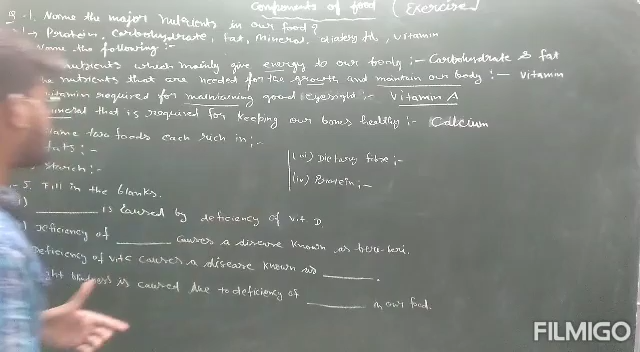 Components of food (Exercise)
Q.1. Name the major nutrients in our food?
Protein, Carbohydrate, Fat, mineral, dietary fib, vitamin
Name the following :-
nutrients which mainly give energy to our body :- Carbohydrate & fat
nutrients that are needed for the growth and maintain our body :- vitamin
vitamin required for maintaining good eyesight :- Vitamin A
mineral that is required for keeping our bones healthy :- Calcium
Name two foods each rich in :-
fats :-
Starch :-
(iii) Dietary fibre :-
(iv) Protein :-
5. Fill in the blanks.
______ is caused by deficiency of vit D.
deficiency of ______ causes a disease known as beri-beri.
Deficiency of vit C causes a disease known as ______.
ght blindness is caused due to deficiency of ______ in our food.
FILMIGO